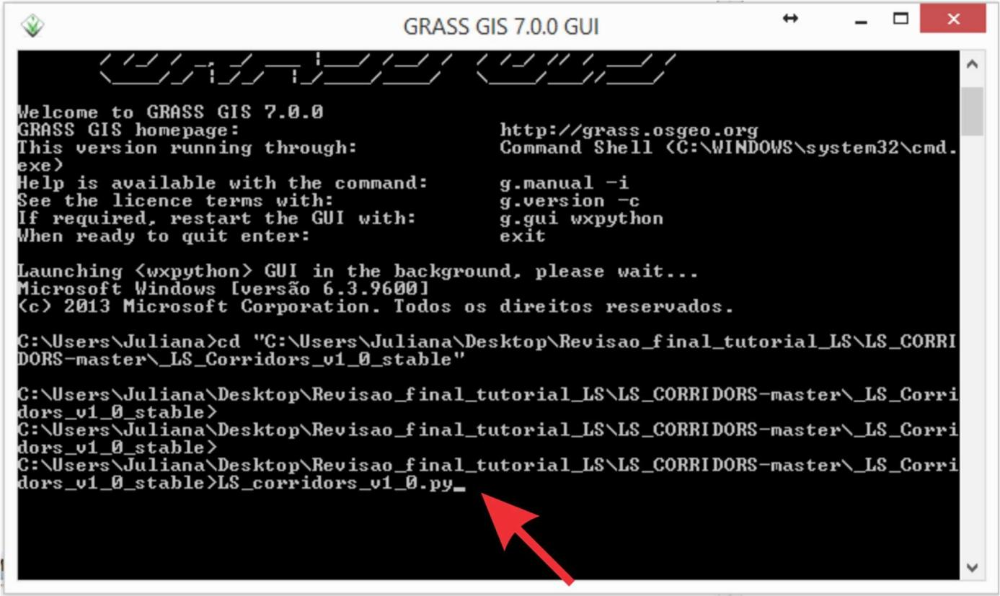 GRASS GIS 7.0.0 GUI
Welcome to GRASS GIS 7.0.0
GRASS GIS homepage: http://grass.osgeo.org
This version running through: Command Shell (C:\WINDOWS\system32\cmd.
exe)
Help is available with the command: g.manual -i
See the licence terms with: g.version -c
If required, restart the GUI with: g.gui wxpython
When ready to quit enter: exit
Launching <wxpython> GUI in the background, please wait...
Microsoft Windows [versão 6.3.9600]
(c) 2013 Microsoft Corporation. Todos os direitos reservados.
C:\Users\Juliana>cd "C:\Users\Juliana\Desktop\Revisao_final_tutorial_LS\LS_CORRI
DORS-master\_LS_Corridors_v1_0_stable"
C:\Users\Juliana\Desktop\Revisao_final_tutorial_LS\LS_CORRIDORS-master\_LS_Corri
dors_v1_0_stable>
C:\Users\Juliana\Desktop\Revisao_final_tutorial_LS\LS_CORRIDORS-master\_LS_Corri
dors_v1_0_stable>
C:\Users\Juliana\Desktop\Revisao_final_tutorial_LS\LS_CORRIDORS-master\_LS_Corri
dors_v1_0_stable>LS_corridors_v1_0.py_